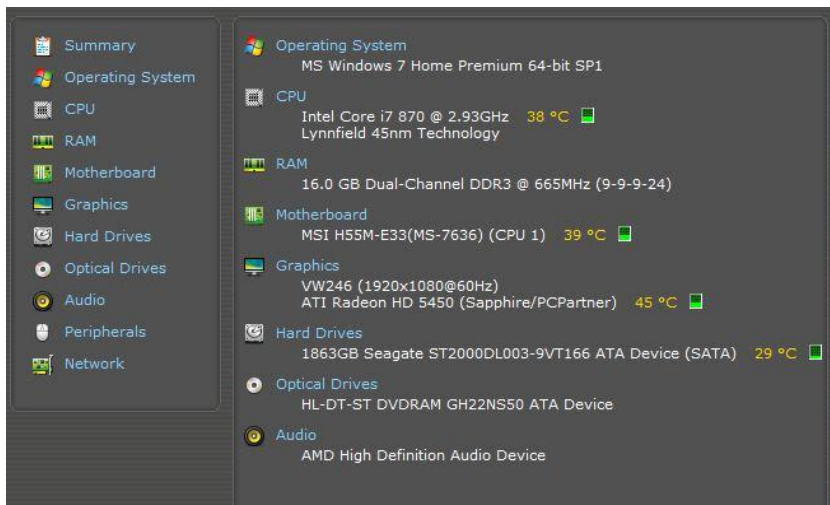 Summary
Operating System
CPU
RAM
Motherboard
Graphics
Hard Drives
Optical Drives
Audio
Peripherals
Network
Operating System
MS Windows 7 Home Premium 64-bit SP1
CPU
Intel Core i7 870 @ 2.93GHz 38 °C
Lynnfield 45nm Technology
RAM
16.0 GB Dual-Channel DDR3 @ 665MHz (9-9-9-24)
Motherboard
MSI H55M-E33(MS-7636) (CPU 1) 39 °C
Graphics
VW246 (1920x1080@60Hz)
ATI Radeon HD 5450 (Sapphire/PCPartner) 45 °C
Hard Drives
1863GB Seagate ST2000DL003-9VT166 ATA Device (SATA) 29 °C
Optical Drives
HL-DT-ST DVDRAM GH22NS50 ATA Device
Audio
AMD High Definition Audio Device